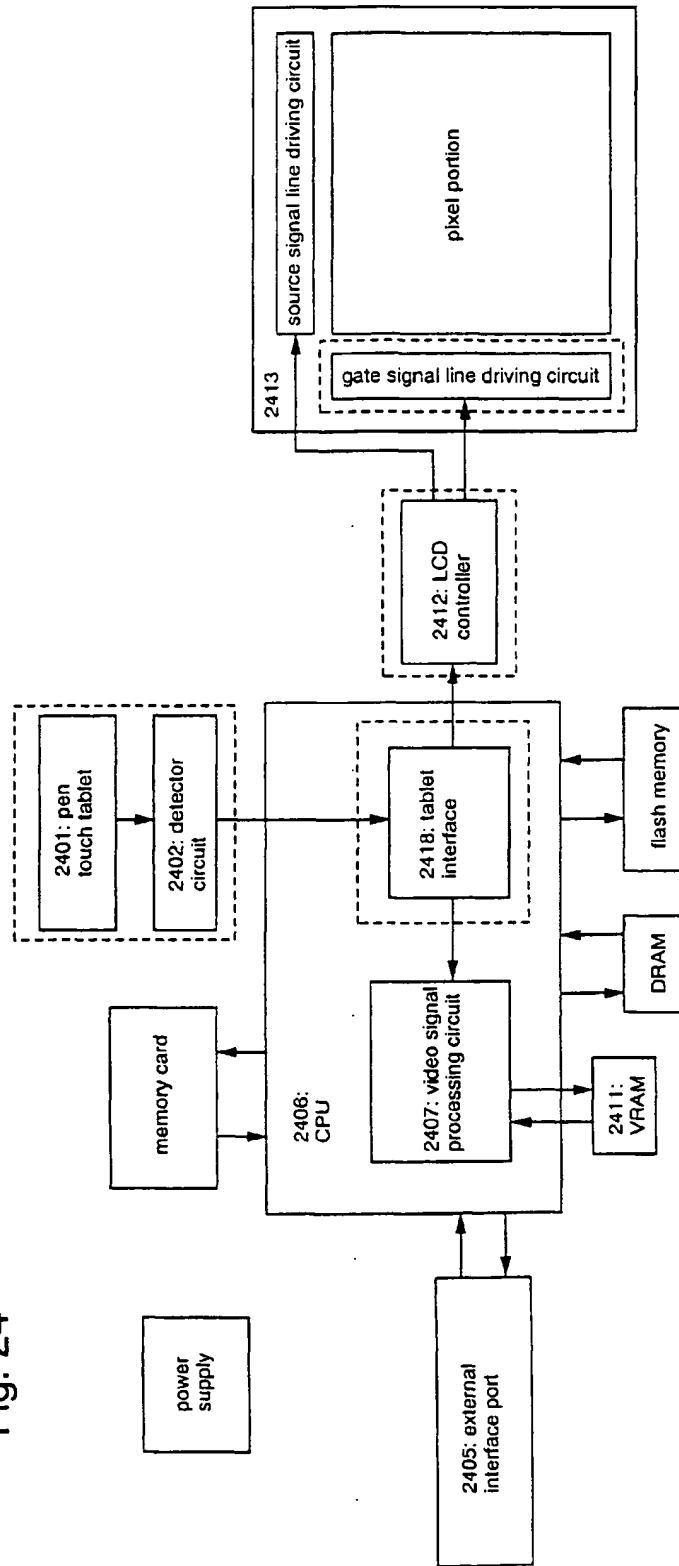 Fig. 24
power
supply
memory card
2401: pen
touch tablet
2402: detector
circuit
2405: external
interface port
2406:
CPU
2407: video signal
processing circuit
2418: tablet
interface
2411:
VRAM
DRAM
flash memory
2412: LCD
controller
2413
source signal line driving circuit
gate signal line driving circuit
pixel portion